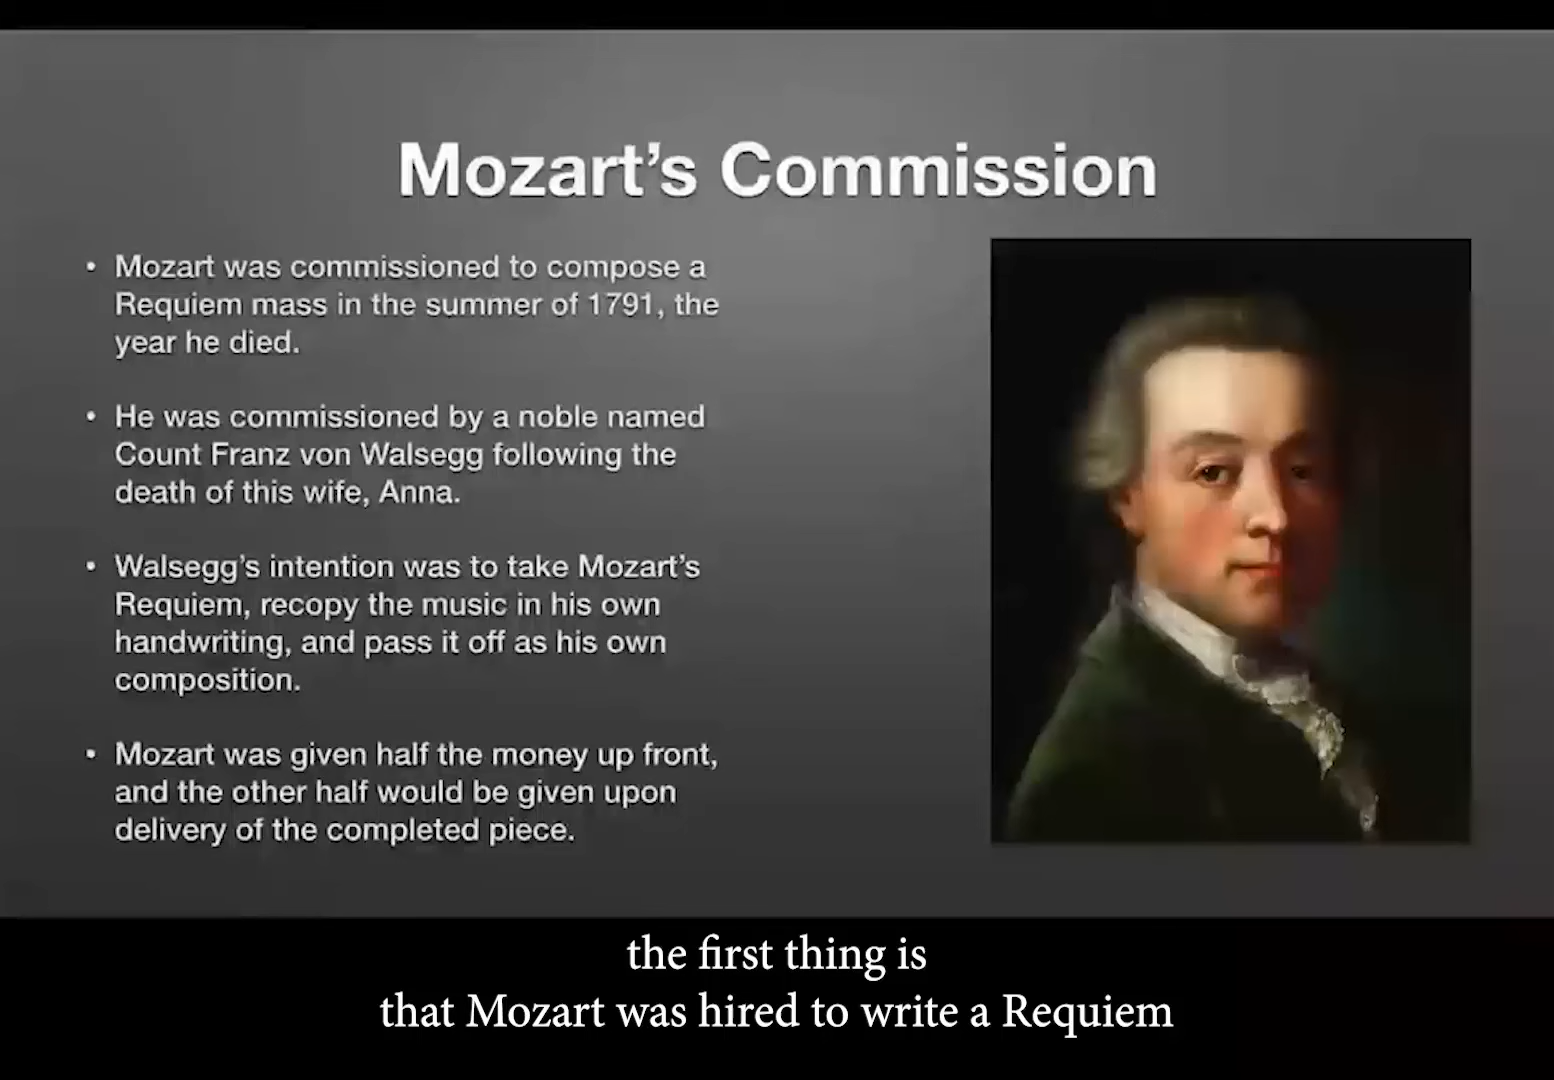 Mozart’s Commission
• Mozart was commissioned to compose a
Requiem mass in the summer of 1791, the
year he died.
• He was commissioned by a noble named
Count Franz von Walsegg following the
death of this wife, Anna.
• Walsegg’s intention was to take Mozart’s
Requiem, recopy the music in his own
handwriting, and pass it off as his own
composition.
• Mozart was given half the money up front,
and the other half would be given upon
delivery of the completed piece.
the first thing is
that Mozart was hired to write a Requiem